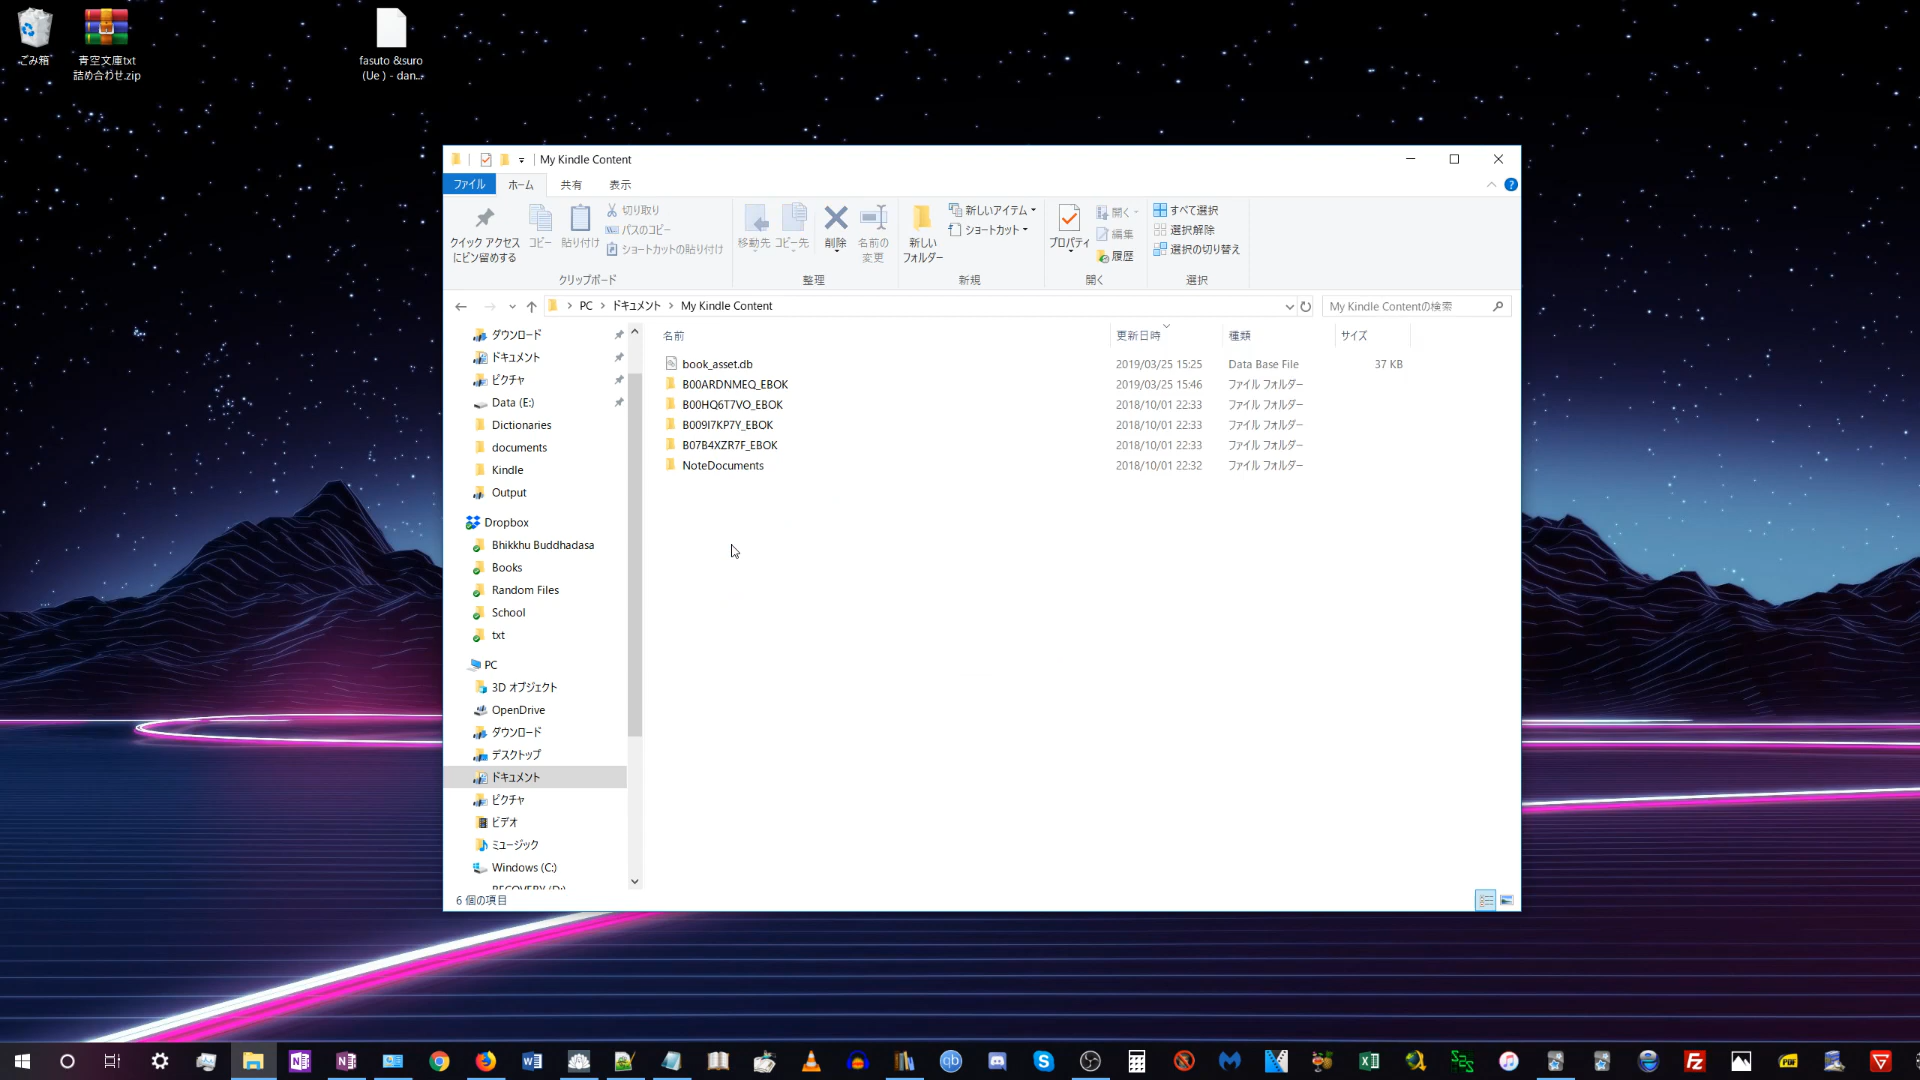 ごみ箱
青空文庫txt
詰め合わせ.zip
fasuto &suro
(Ue ) - dan...
My Kindle Content
ファイル
ホーム
共有
表示
クイック アクセス
にピン留めする
コピー
貼り付け
切り取り
パスのコピー
ショートカットの貼り付け
クリップボード
移動先
コピー先
削除
名前の
変更
整理
新しい
フォルダー
新しいアイテム
ショートカット
新規
プロパティ
開く
編集
履歴
開く
すべて選択
選択解除
選択の切り替え
選択
PC
ドキュメント
My Kindle Content
My Kindle Contentの検索
ダウンロード
ドキュメント
ピクチャ
Data (E:)
Dictionaries
documents
Kindle
Output
Dropbox
Bhikkhu Buddhadasa
Books
Random Files
School
txt
PC
3D オブジェクト
OpenDrive
ダウンロード
デスクトップ
ドキュメント
ピクチャ
ビデオ
ミュージック
Windows (C:)
RECOVERY (D:)
名前 更新日時 種類 サイズ
book_asset.db 2019/03/25 15:25 Data Base File 37 KB
B00ARDNMEQ_EBOK 2019/03/25 15:46 ファイル フォルダー
B00HQ6T7VO_EBOK 2018/10/01 22:33 ファイル フォルダー
B009I7KP7Y_EBOK 2018/10/01 22:33 ファイル フォルダー
B07B4XZR7F_EBOK 2018/10/01 22:33 ファイル フォルダー
NoteDocuments 2018/10/01 22:32 ファイル フォルダー
6 個の項目